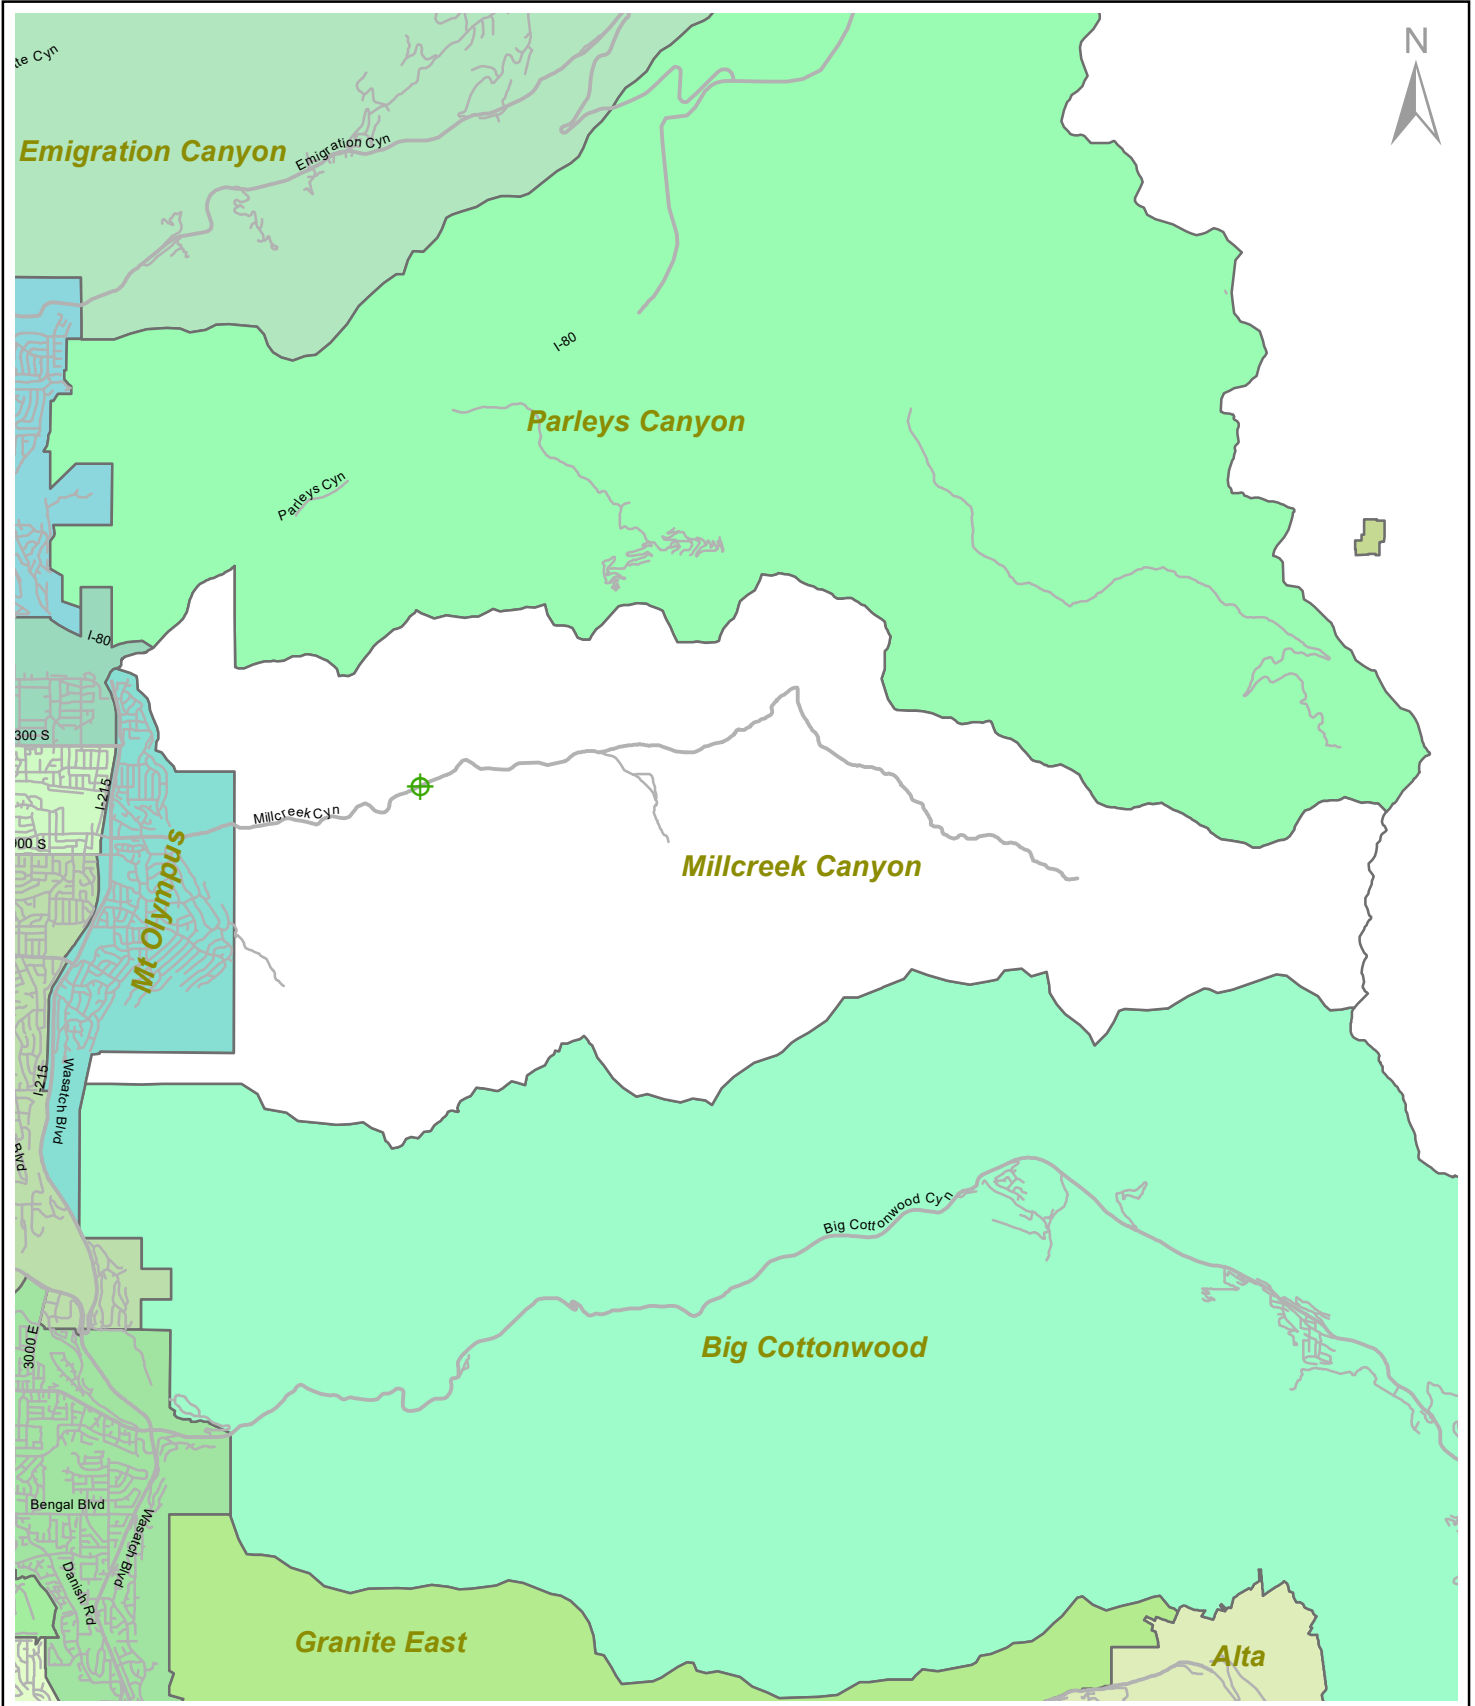 N
Emigration Canyon
Emigration Cyn
I-80
Parleys Canyon
Parleys Cyn
I-80
300 S
I-215
Millcreek Cyn
Mt Olympus
Millcreek Canyon
I-215
Wasatch Blvd
Blvd
Big Cottonwood Cyn
3000 E
Big Cottonwood
Bengal Blvd
Wasatch Blvd
Danish Rd
Granite East
Alta